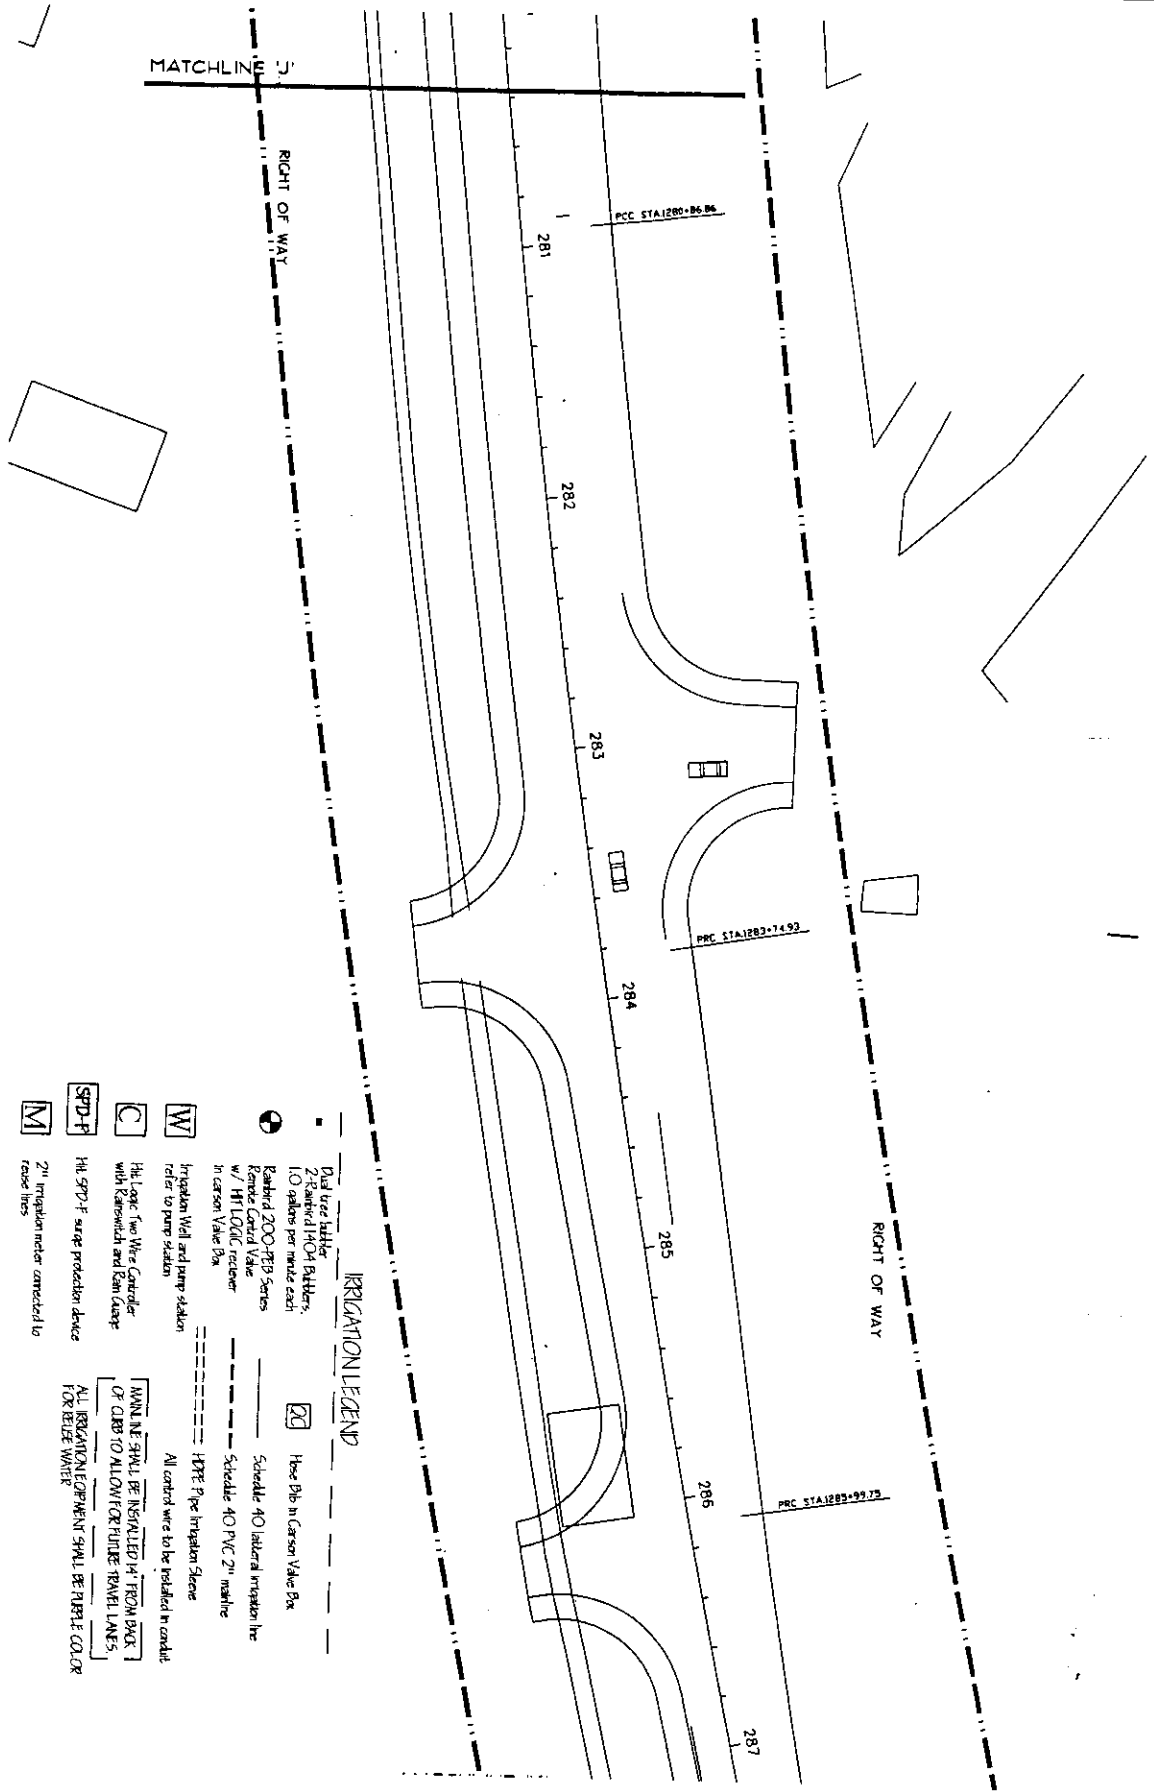 MATCHLINE 'J'
RIGHT OF WAY
PCC STA.1280+86.86
281
282
283
PRC STA.1283+74.93
284
285
RIGHT OF WAY
286
PRC STA.1285+99.75
287
IRRIGATION LEGEND
Dual tree bubbler
2-Rainbird 1404 Bubblers,
1.0 gallons per minute each
Rainbird 200-PEB Series
Remote Control Valve
w/ HIT LOGIC reciever
in carson Valve Box
W
Irrigation Well and pump station
refer to pump station
C
Hit Logic Two Wire Controller
with Rainswitch and Rain Guage
SPD-F
Hit SPD-F surge protection device
M
2" irrigation meter connected to
reuse lines
QC
Hose Bib in Carson Valve Box
Schedule 40 lateral irrigation line
Schedule 40 PVC 2" mainline
HDPE Pipe Irrigation Sleeve
All control wire to be installed in conduit
MAINLINE SHALL BE INSTALLED 14' FROM BACK
OF CURB TO ALLOW FOR FUTURE TRAVEL LANES.
ALL IRRIGATION EQIPMENT SHALL BE PURPLE COLOR
FOR REUSE WATER